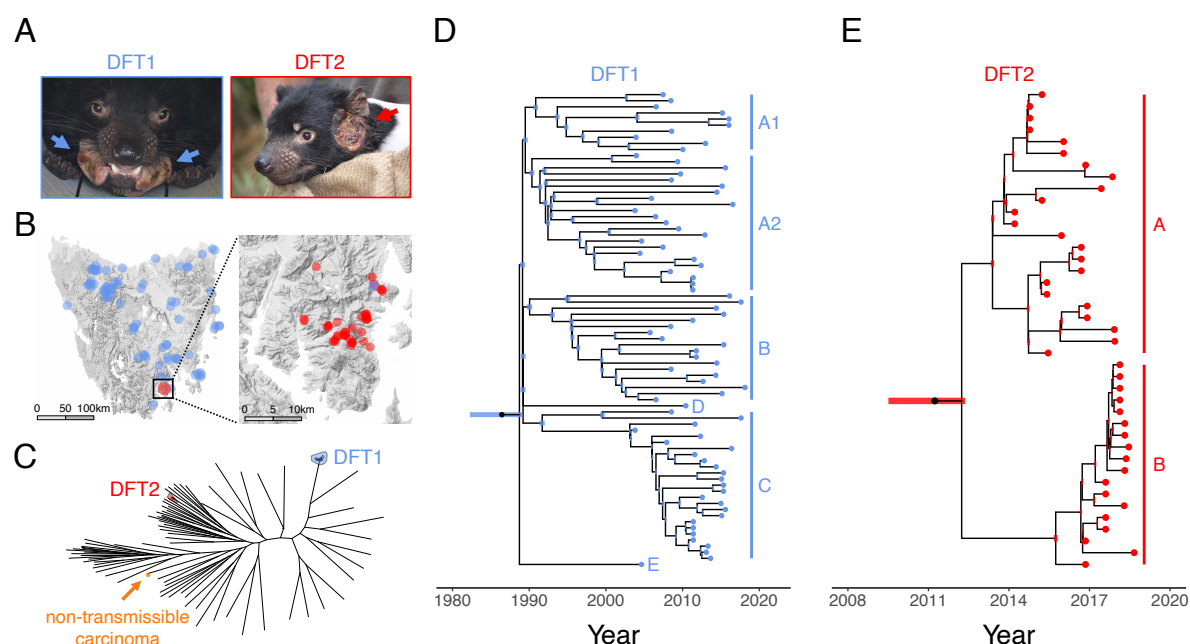 A
DFT1
DFT2
B
0 50 100km
0 5 10km
C
DFT1
DFT2
non-transmissible
carcinoma
D
DFT1
A1
A2
B
D
C
E
1980 1990 2000 2010 2020
Year
E
DFT2
A
B
2008 2011 2014 2017 2020
Year